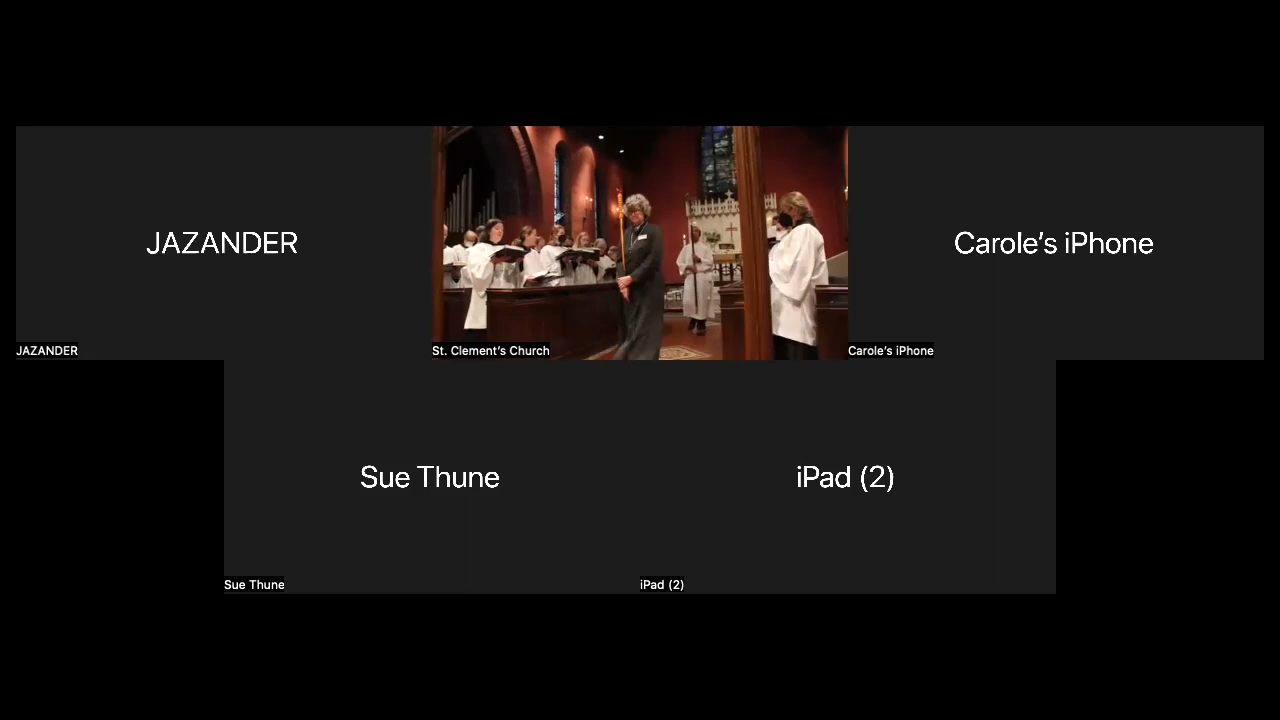 JAZANDER
Carole’s iPhone
JAZANDER
St. Clement’s Church
Carole’s iPhone
Sue Thune
iPad (2)
Sue Thune
iPad (2)